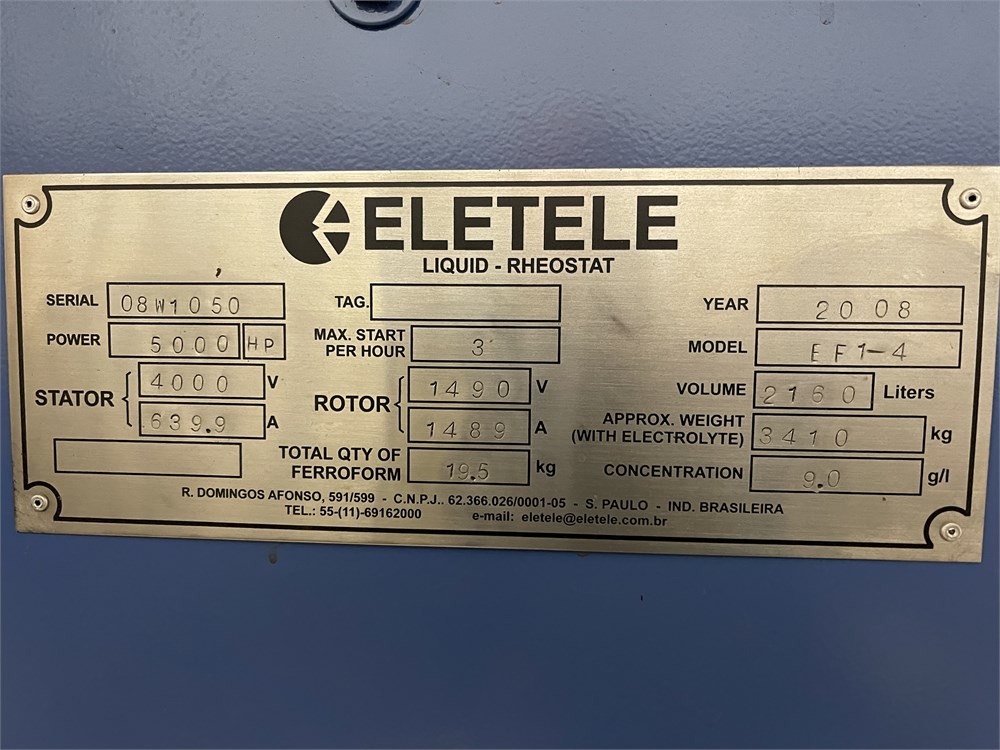 ELETELE
LIQUID - RHEOSTAT
SERIAL 08W1050
TAG.
YEAR 2008
POWER 5000 HP
MAX. START PER HOUR 3
MODEL EF1-4
STATOR 4000 V
639.9 A
ROTOR 1490 V
1489 A
VOLUME 2160 Liters
APPROX. WEIGHT (WITH ELECTROLYTE) 3410 kg
TOTAL QTY OF FERROFORM 19.5 kg
CONCENTRATION 9.0 g/l
R. DOMINGOS AFONSO, 591/599 - C.N.P.J.. 62.366.026/0001-05 - S. PAULO - IND. BRASILEIRA
TEL.: 55-(11)-69162000 e-mail: eletele@eletele.com.br